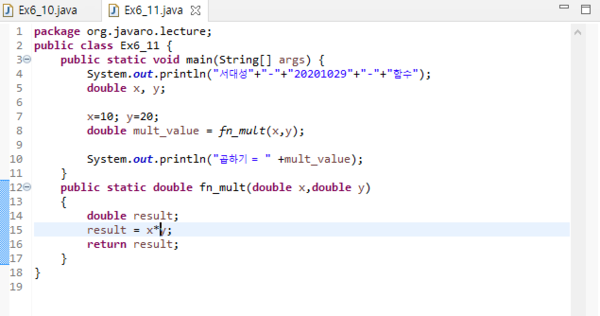 Ex6_10.java Ex6_11.java
1 package org.javaro.lecture;
2 public class Ex6_11 {
3 public static void main(String[] args) {
4 System.out.println("서대성"+"-"+"20201029"+"-"+"함수");
5 double x, y;
6
7 x=10; y=20;
8 double mult_value = fn_mult(x,y);
9
10 System.out.println("곱하기 = " +mult_value);
11 }
12 public static double fn_mult(double x,double y)
13 {
14 double result;
15 result = x*y;
16 return result;
17 }
18 }
19